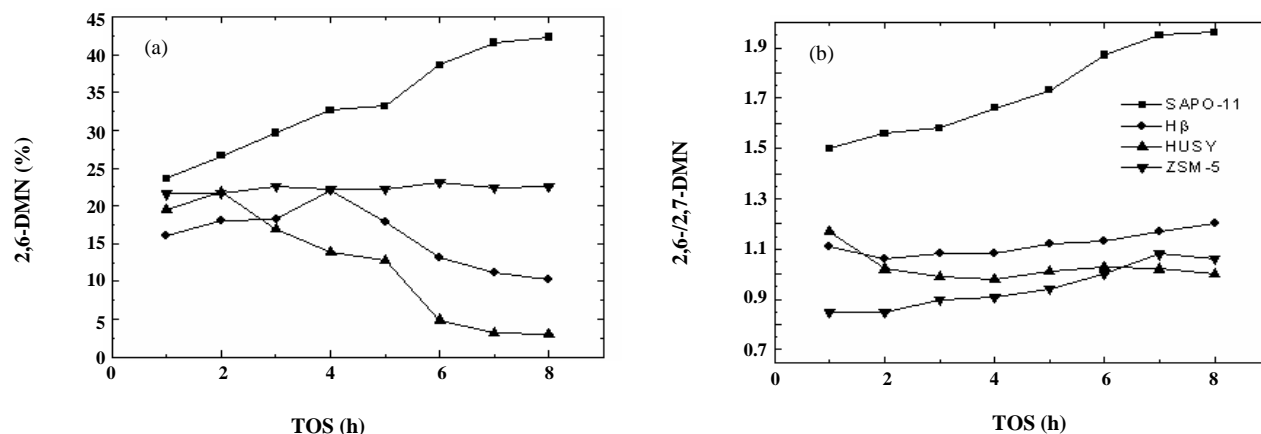 (a)
2,6-DMN (%)
45
40
35
30
25
20
15
10
5
0
0 2 4 6 8
TOS (h)
(b)
2,6-/2,7-DMN
1.9
1.7
1.5
1.3
1.1
0.9
0.7
SAPO-11
Hβ
HUSY
ZSM-5
0 2 4 6 8
TOS (h)